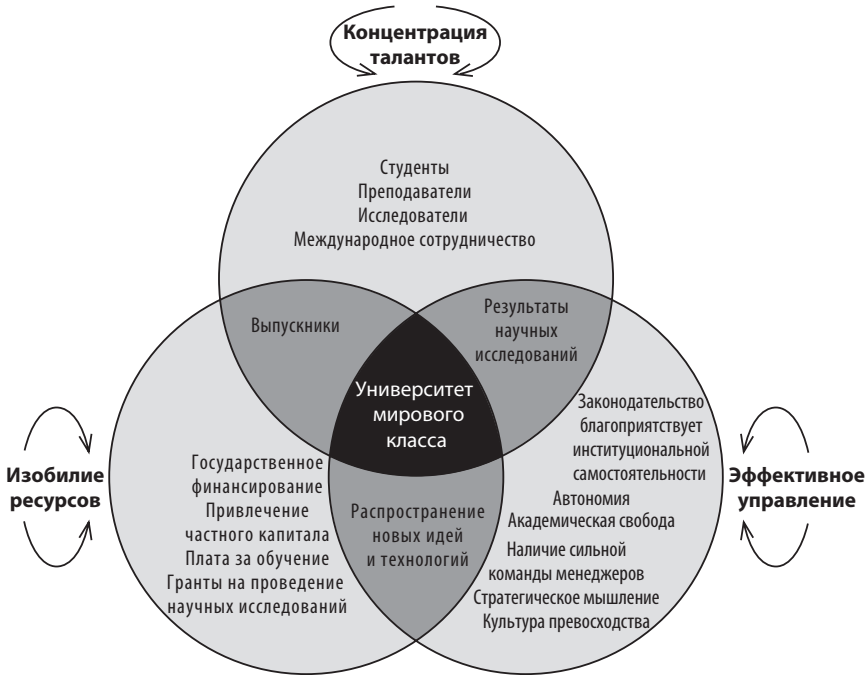 Концентрация
талантов
Студенты
Преподаватели
Исследователи
Международное сотрудничество
Выпускники
Результаты
научных
исследований
Университет
мирового
класса
Изобилие
ресурсов
Государственное
финансирование
Привлечение
частного капитала
Плата за обучение
Гранты на проведение
научных исследований
Распространение
новых идей
и технологий
Законодательство
благоприятствует
институциональной
самостоятельности
Автономия
Академическая свобода
Наличие сильной
команды менеджеров
Стратегическое мышление
Культура превосходства
Эффективное
управление